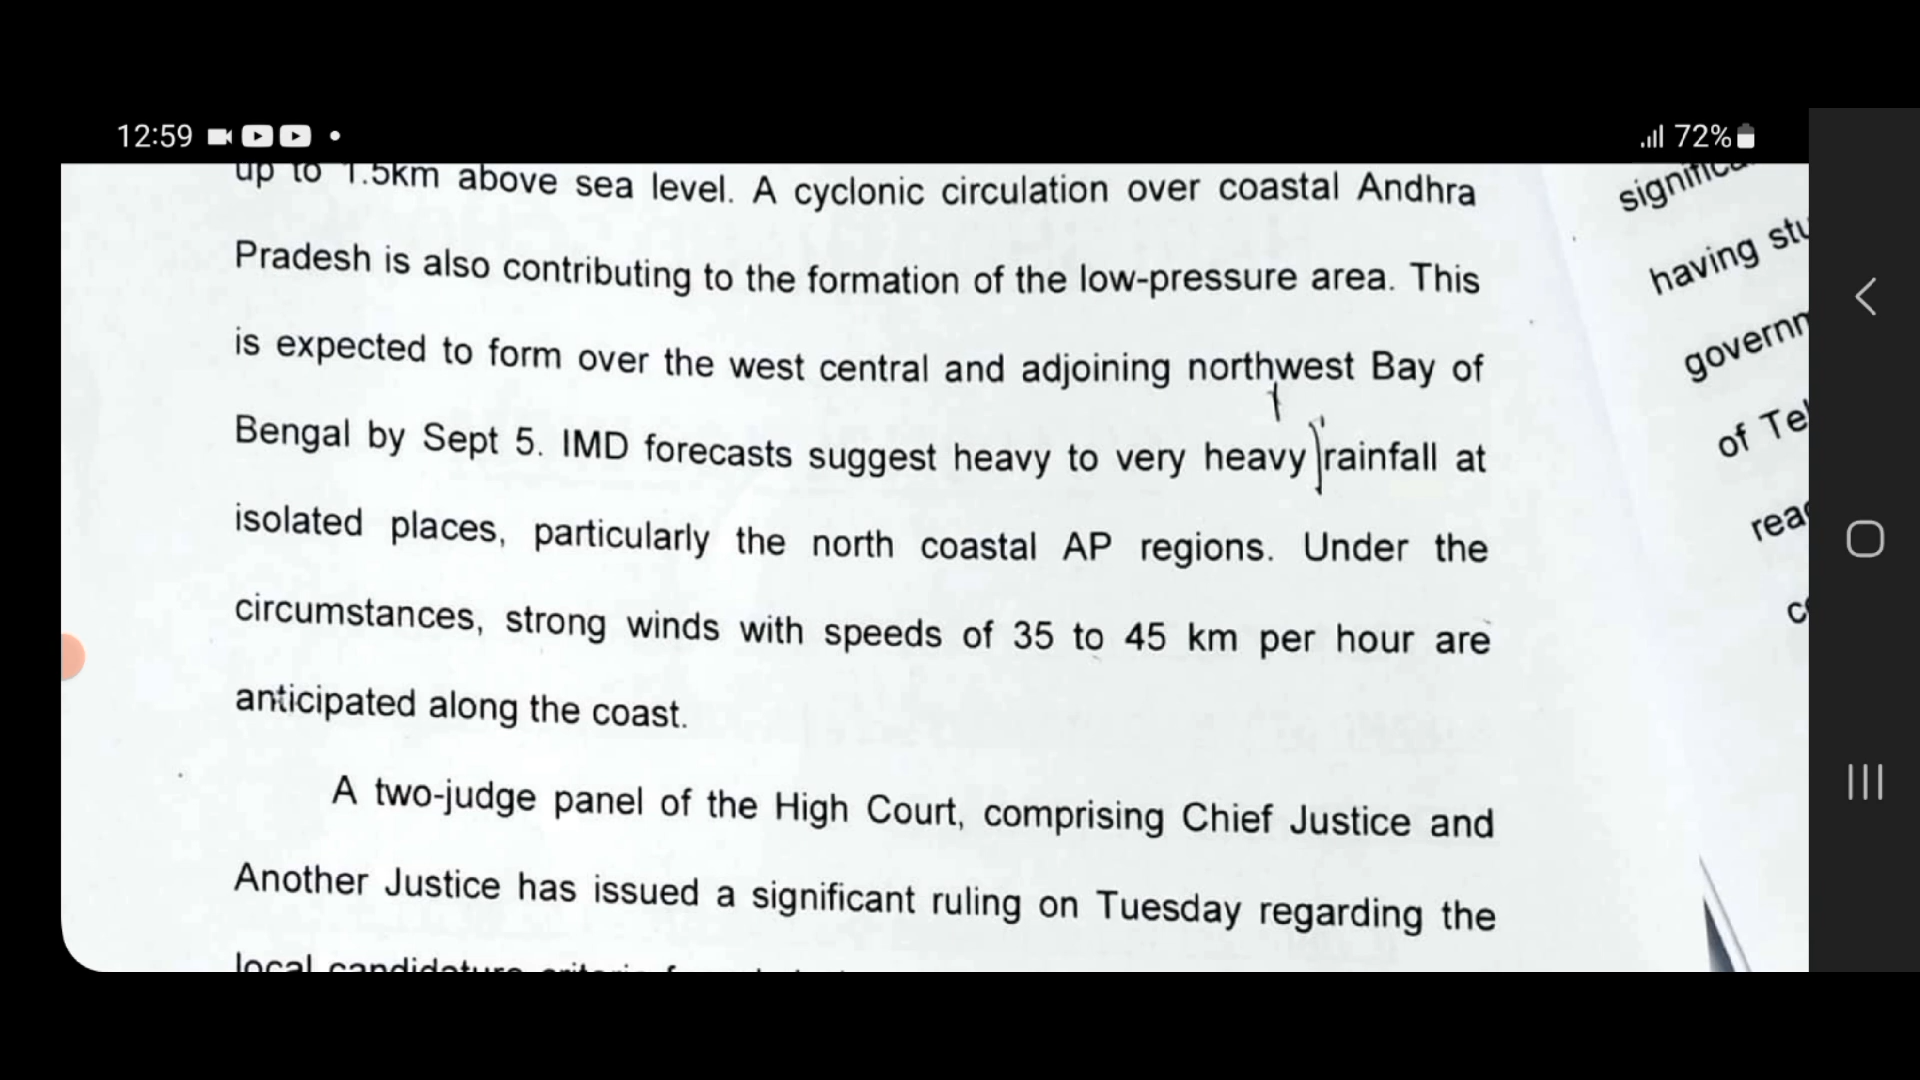 12:59
72%
up to 1.5km above sea level. A cyclonic circulation over coastal Andhra
Pradesh is also contributing to the formation of the low-pressure area. This
is expected to form over the west central and adjoining northwest Bay of
Bengal by Sept 5. IMD forecasts suggest heavy to very heavy rainfall at
isolated places, particularly the north coastal AP regions. Under the
circumstances, strong winds with speeds of 35 to 45 km per hour are
anticipated along the coast.
A two-judge panel of the High Court, comprising Chief Justice and
Another Justice has issued a significant ruling on Tuesday regarding the
local candidature criteria
having
of